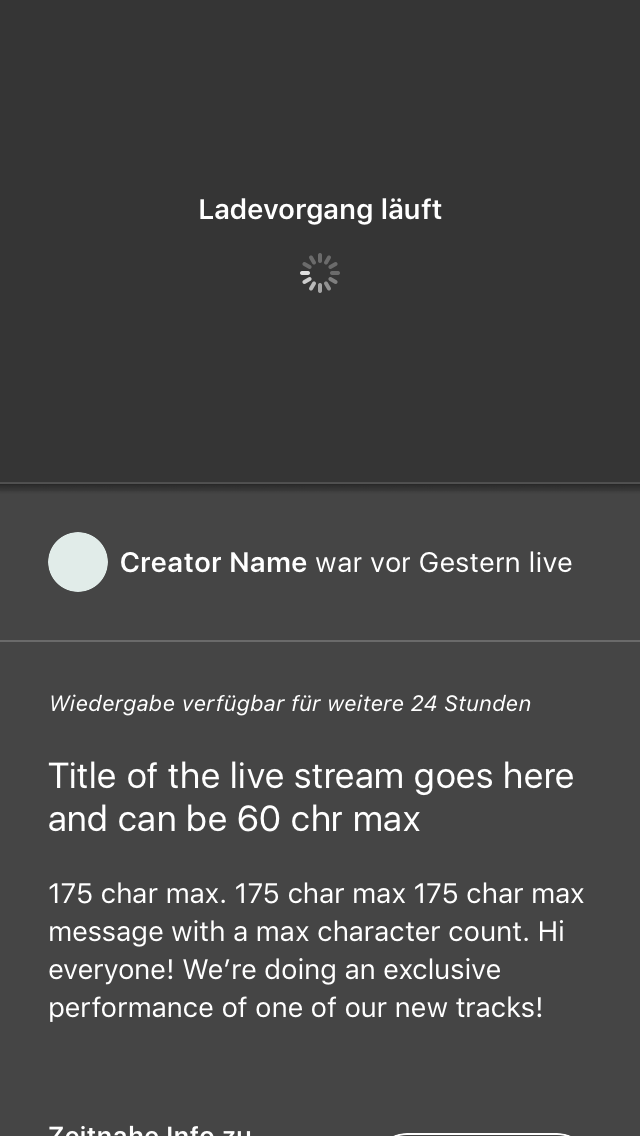 Ladevorgang läuft
Creator Name war vor Gestern live
Wiedergabe verfügbar für weitere 24 Stunden
Title of the live stream goes here
and can be 60 chr max
175 char max. 175 char max 175 char max
message with a max character count. Hi
everyone! We’re doing an exclusive
performance of one of our new tracks!
Zeitnahe Info zu